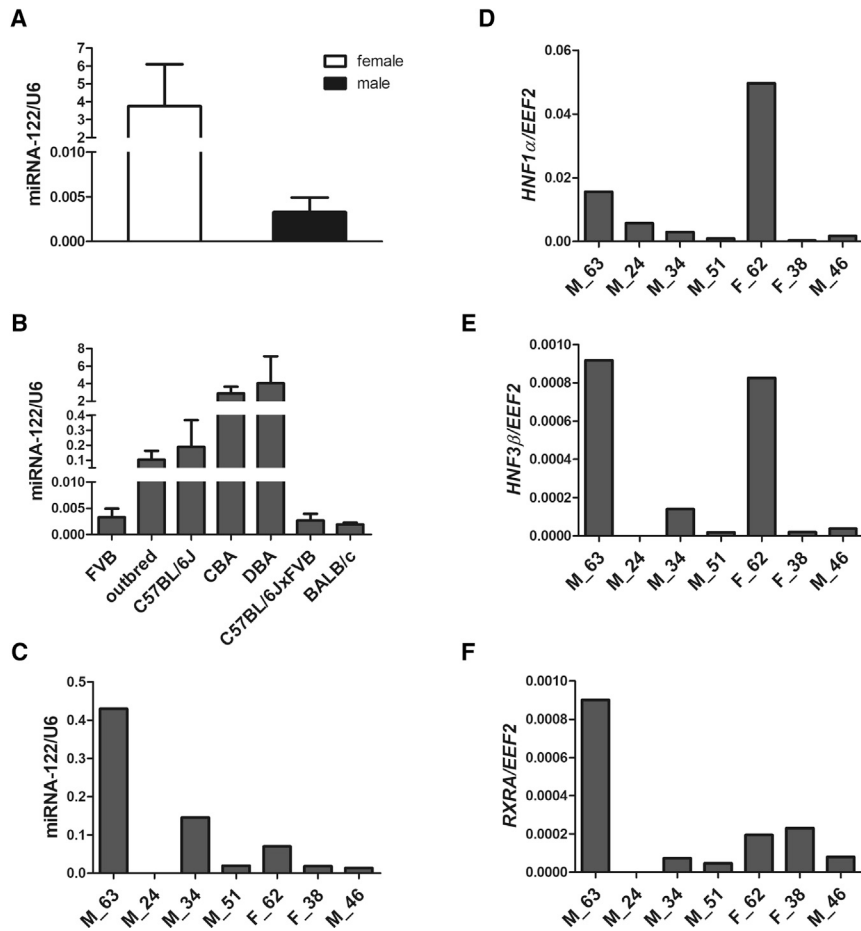 A
miRNA-122/U6
7
6
5
4
3
2
0.010
0.005
0.000
female
male
B
miRNA-122/U6
8
6
4
2
0.4
0.3
0.2
0.1
0.010
0.005
0.000
FVB
outbred
C57BL/6J
CBA
DBA
C57BL/6JxFVB
BALB/c
C
miRNA-122/U6
0.5
0.4
0.3
0.2
0.1
0.0
M_63
M_24
M_34
M_51
F_62
F_38
M_46
D
HNF1α/EEF2
0.06
0.04
0.02
0.00
M_63
M_24
M_34
M_51
F_62
F_38
M_46
E
HNF3β/EEF2
0.0010
0.0008
0.0006
0.0004
0.0002
0.0000
M_63
M_24
M_34
M_51
F_62
F_38
M_46
F
RXRA/EEF2
0.0010
0.0008
0.0006
0.0004
0.0002
0.0000
M_63
M_24
M_34
M_51
F_62
F_38
M_46